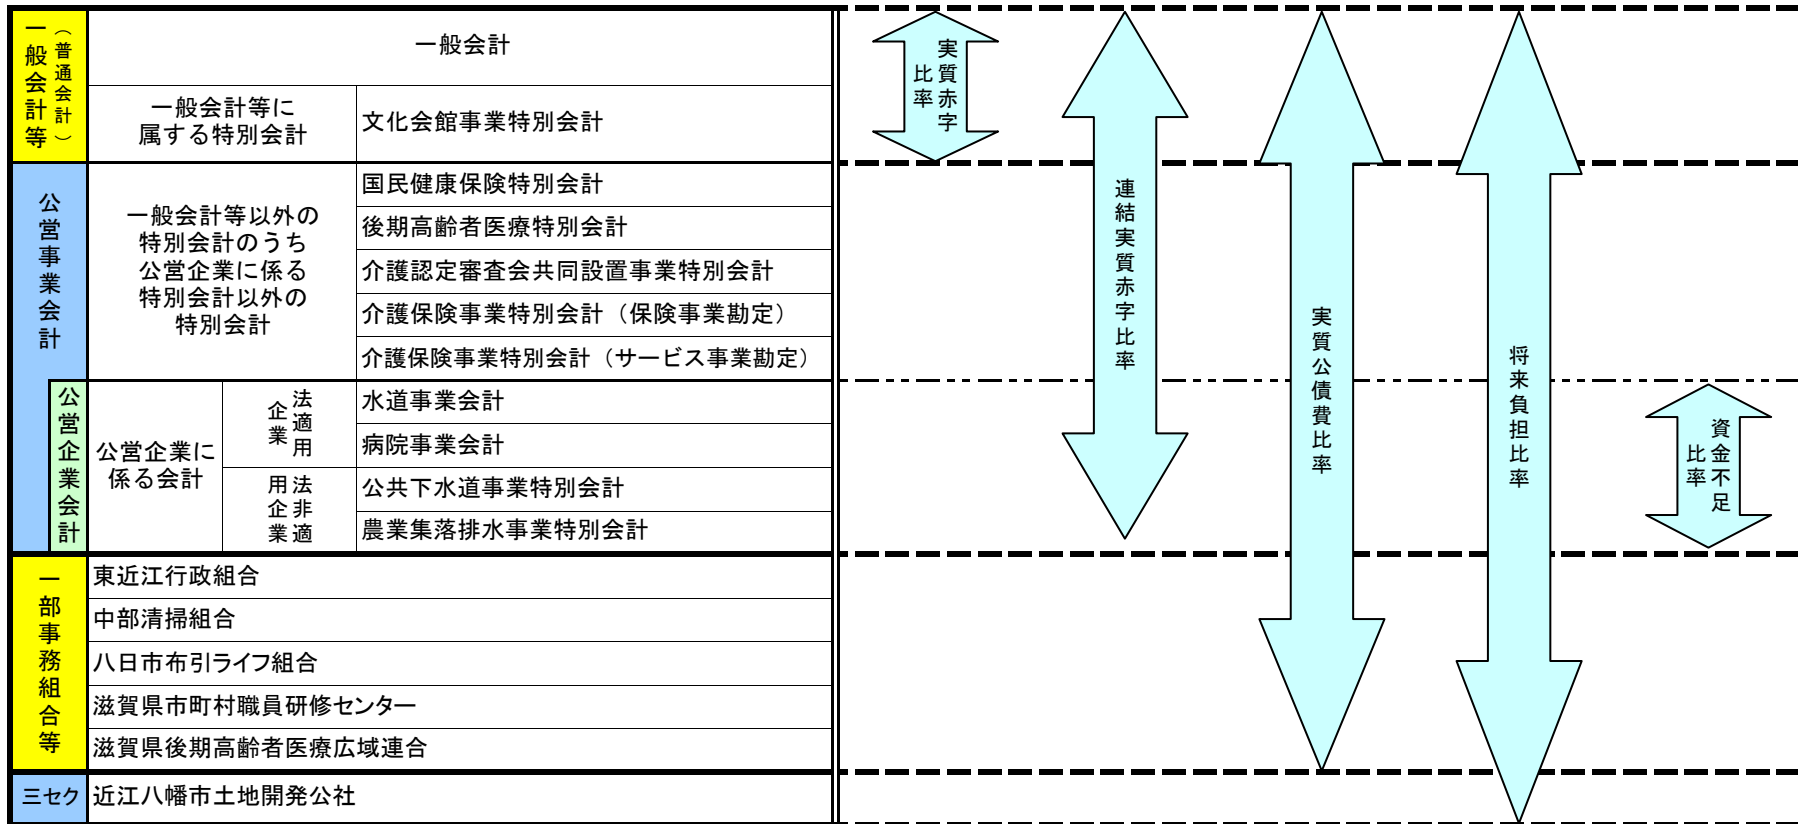 一般会計等
（普通会計）
一般会計
一般会計等に
属する特別会計
文化会館事業特別会計
公営事業会計
一般会計等以外の
特別会計のうち
公営企業に係る
特別会計以外の
特別会計
国民健康保険特別会計
後期高齢者医療特別会計
介護認定審査会共同設置事業特別会計
介護保険事業特別会計（保険事業勘定）
介護保険事業特別会計（サービス事業勘定）
公営企業会計
公営企業に
係る会計
法適用
企業
水道事業会計
病院事業会計
法非適
用企業
公共下水道事業特別会計
農業集落排水事業特別会計
一部事務組合等
東近江行政組合
中部清掃組合
八日市布引ライフ組合
滋賀県市町村職員研修センター
滋賀県後期高齢者医療広域連合
三セク
近江八幡市土地開発公社
実質赤字
比率
連結実質赤字比率
実質公債費比率
将来負担比率
資金不足
比率